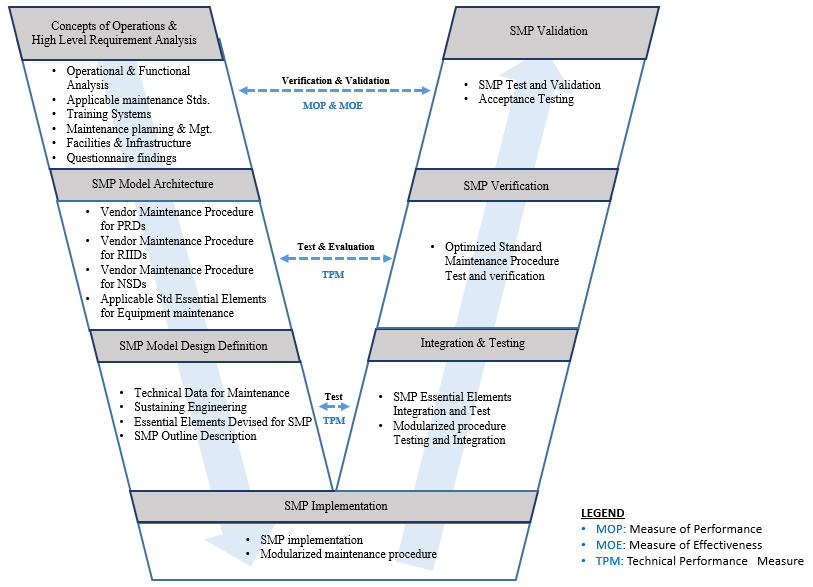 Concepts of Operations &
High Level Requirement Analysis
• Operational & Functional
Analysis
• Applicable maintenance Stds.
• Training Systems
• Maintenance planning & Mgt.
• Facilities & Infrastructure
• Questionnaire findings
SMP Model Architecture
• Vendor Maintenance Procedure
for PRDs
• Vendor Maintenance Procedure
for RIIDs
• Vendor Maintenance Procedure
for NSDs
• Applicable Std Essential Elements
for Equipment maintenance
SMP Model Design Definition
• Technical Data for Maintenance
• Sustaining Engineering
• Essential Elements Devised for SMP
• SMP Outline Description
Verification & Validation
MOP & MOE
Test & Evaluation
TPM
Test
TPM
SMP Validation
• SMP Test and Validation
• Acceptance Testing
SMP Verification
• Optimized Standard
Maintenance Procedure
Test and verification
Integration & Testing
• SMP Essential Elements
Integration and Test
• Modularized procedure
Testing and Integration
SMP Implementation
• SMP implementation
• Modularized maintenance procedure
LEGEND
• MOP: Measure of Performance
• MOE: Measure of Effectiveness
• TPM: Technical Performance Measure